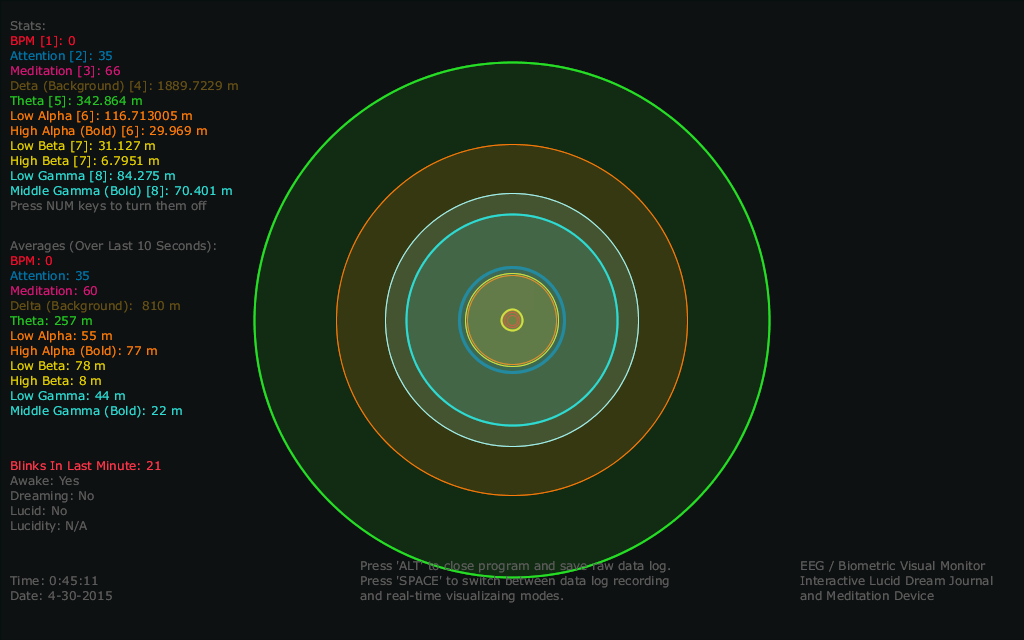 Stats:
BPM [1]: 0
Attention [2]: 35
Meditation [3]: 66
Deta (Background) [4]: 1889.7229 m
Theta [5]: 342.864 m
Low Alpha [6]: 116.713005 m
High Alpha (Bold) [6]: 29.969 m
Low Beta [7]: 31.127 m
High Beta [7]: 6.7951 m
Low Gamma [8]: 84.275 m
Middle Gamma (Bold) [8]: 70.401 m
Press NUM keys to turn them off
Averages (Over Last 10 Seconds):
BPM: 0
Attention: 35
Meditation: 60
Delta (Background):  810 m
Theta: 257 m
Low Alpha: 55 m
High Alpha (Bold): 77 m
Low Beta: 78 m
High Beta: 8 m
Low Gamma: 44 m
Middle Gamma (Bold): 22 m
Blinks In Last Minute: 21
Awake: Yes
Dreaming: No
Lucid: No
Lucidity: N/A
Time: 0:45:11
Date: 4-30-2015
Press 'ALT' to close program and save raw data log.
Press 'SPACE' to switch between data log recording
and real-time visualizaing modes.
EEG / Biometric Visual Monitor
Interactive Lucid Dream Journal
and Meditation Device